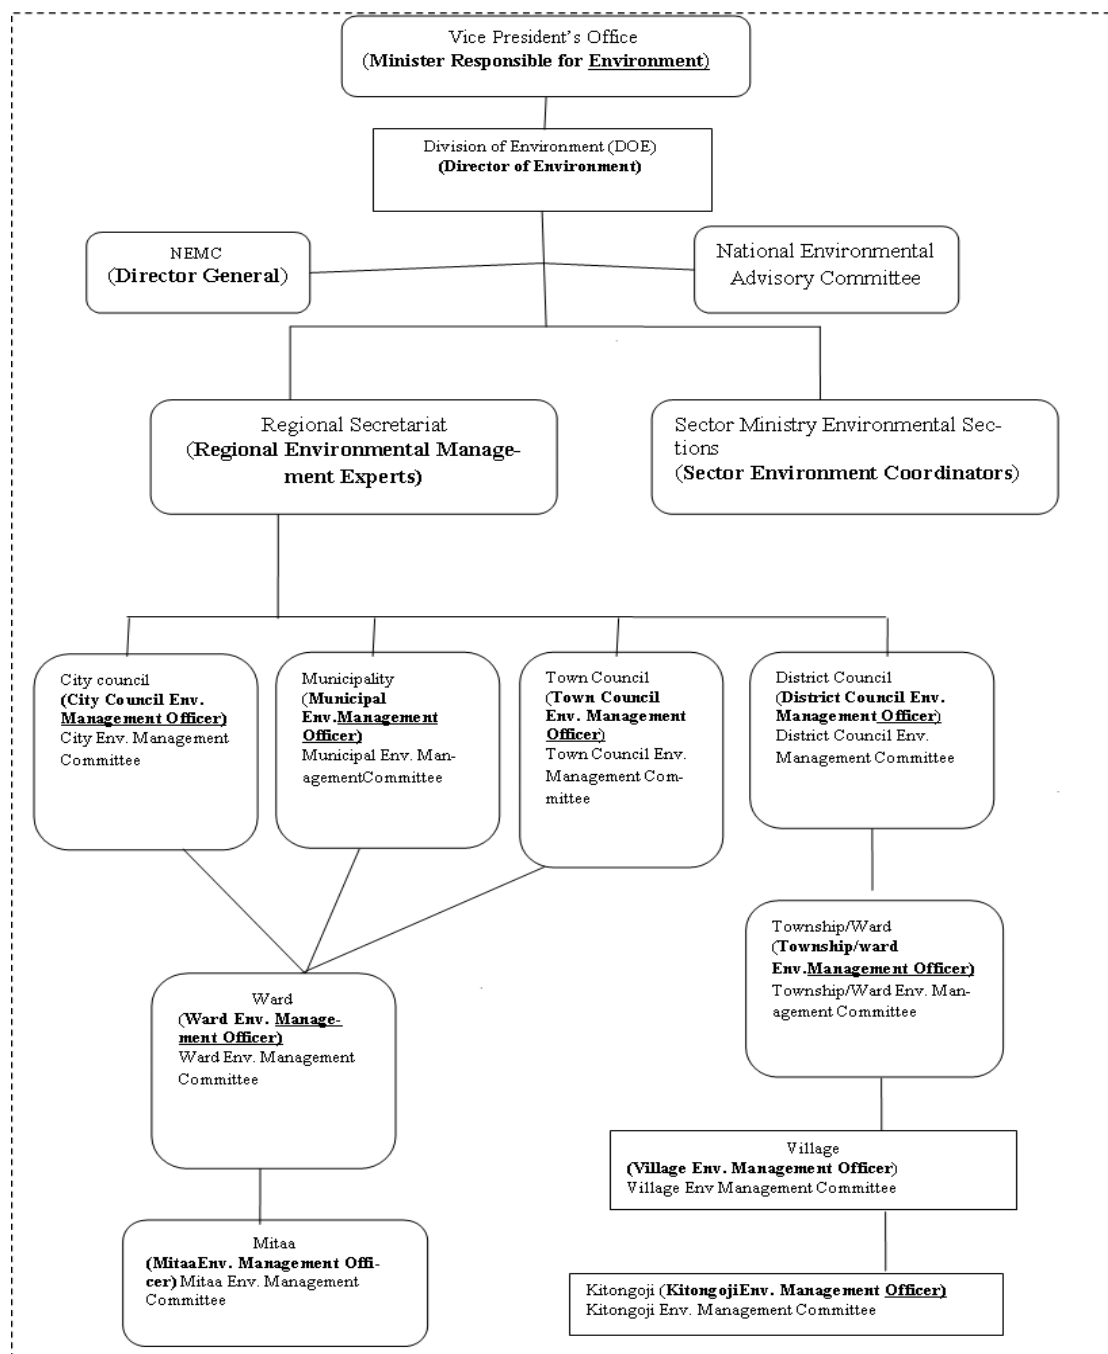 Vice President's Office
(Minister Responsible for Environment)
Division of Environment (DOE)
(Director of Environment)
NEMC
(Director General)
National Environmental
Advisory Committee
Regional Secretariat
(Regional Environmental Manage-
ment Experts)
Sector Ministry Environmental Sec-
tions
(Sector Environment Coordinators)
City council
(City Council Env.
Management Officer)
City Env. Management
Committee
Municipality
(Municipal
Env.Management
Officer)
Municipal Env. Man-
agementCommittee
Town Council
(Town Council
Env. Management
Officer)
Town Council Env.
Management Com-
mittee
District Council
(District Council Env.
Management Officer)
District Council Env.
Management Committee
Ward
(Ward Env. Manage-
ment Officer)
Ward Env. Management
Committee
Township/Ward
(Township/ward
Env.Management Officer)
Township/Ward Env. Man-
agement Committee
Village
(Village Env. Management Officer)
Village Env Management Committee
Mitaa
(MitaaEnv. Management Offi-
cer) Mitaa Env. Management
Committee
Kitongoji (KitongojiEnv. Management Officer)
Kitongoji Env. Management Committee